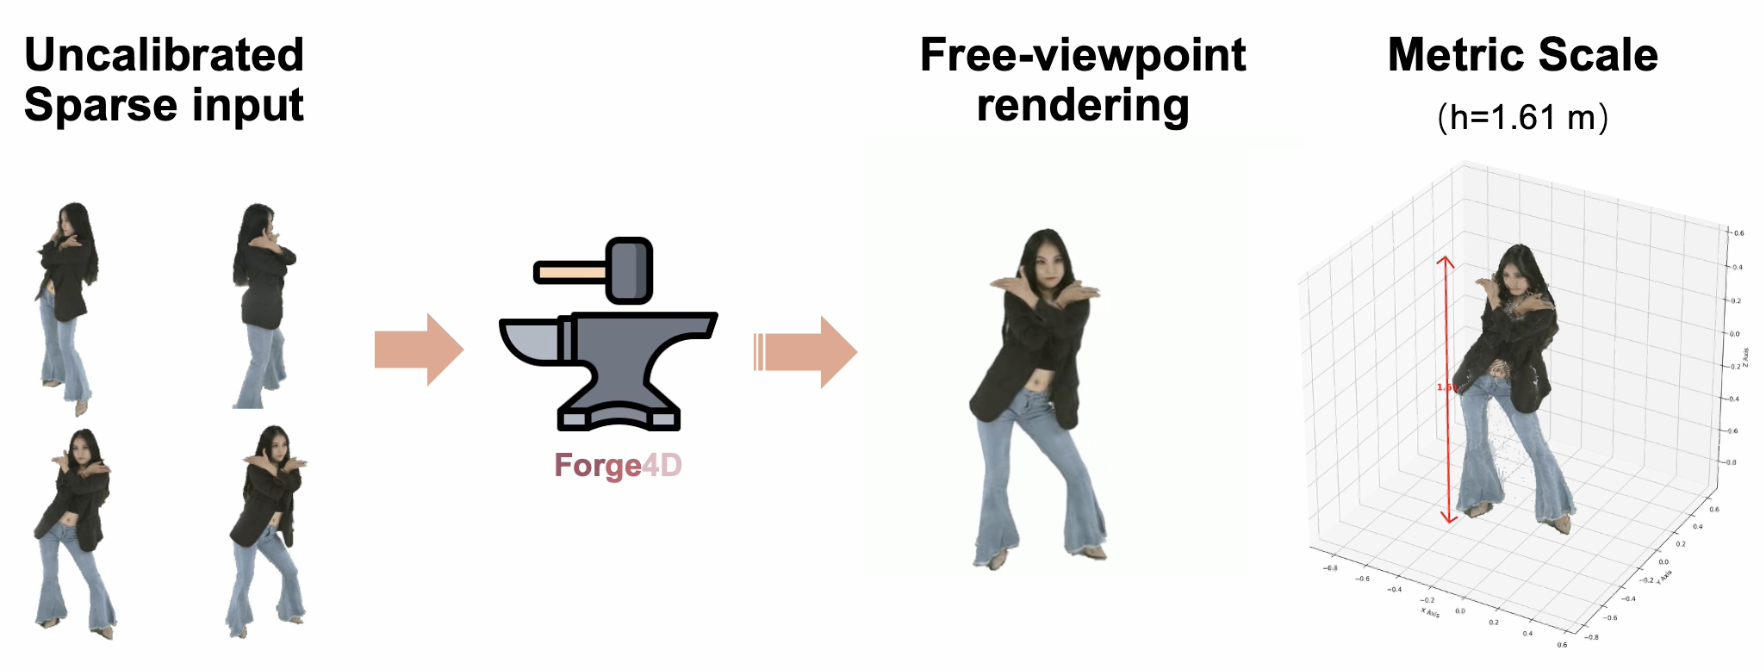 Uncalibrated
Sparse input
Forge4D
Free-viewpoint
rendering
Metric Scale
(h=1.61 m)
0.6
0.4
0.2
0.0
-0.2
-0.4
-0.6
-0.8
Z Axis
-0.8
-0.6
-0.4
-0.2
0.0
0.2
0.4
0.6
X Axis
0.6
0.4
0.2
0.0
-0.2
-0.4
-0.6
-0.8
Y Axis